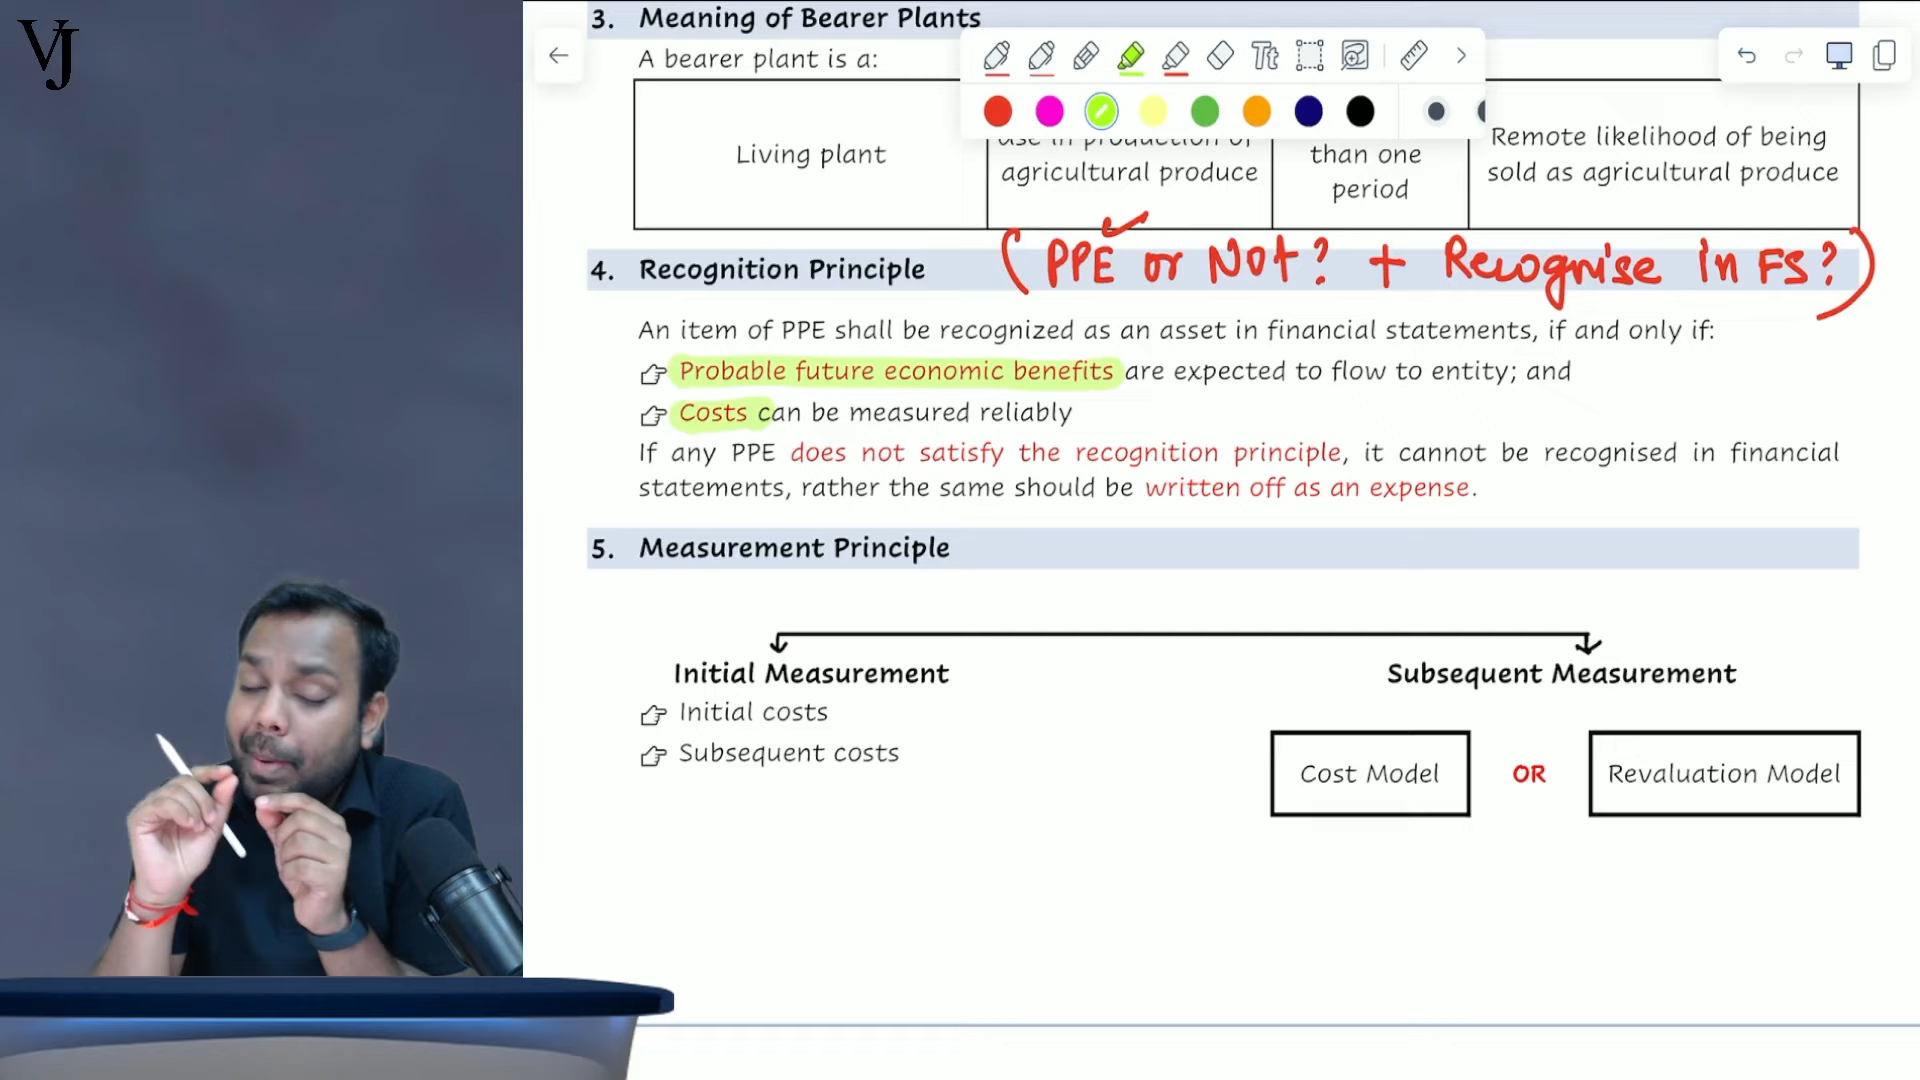 VJ
3. Meaning of Bearer Plants
A bearer plant is a:
Living plant
use in production of
agricultural produce
than one
period
Remote likelihood of being
sold as agricultural produce
4. Recognition Principle
(PPE or Not? + Recognise in FS?)
An item of PPE shall be recognized as an asset in financial statements, if and only if:
Probable future economic benefits are expected to flow to entity; and
Costs can be measured reliably
If any PPE does not satisfy the recognition principle, it cannot be recognised in financial
statements, rather the same should be written off as an expense.
5. Measurement Principle
Initial Measurement
Initial costs
Subsequent costs
Subsequent Measurement
Cost Model OR Revaluation Model
Tt